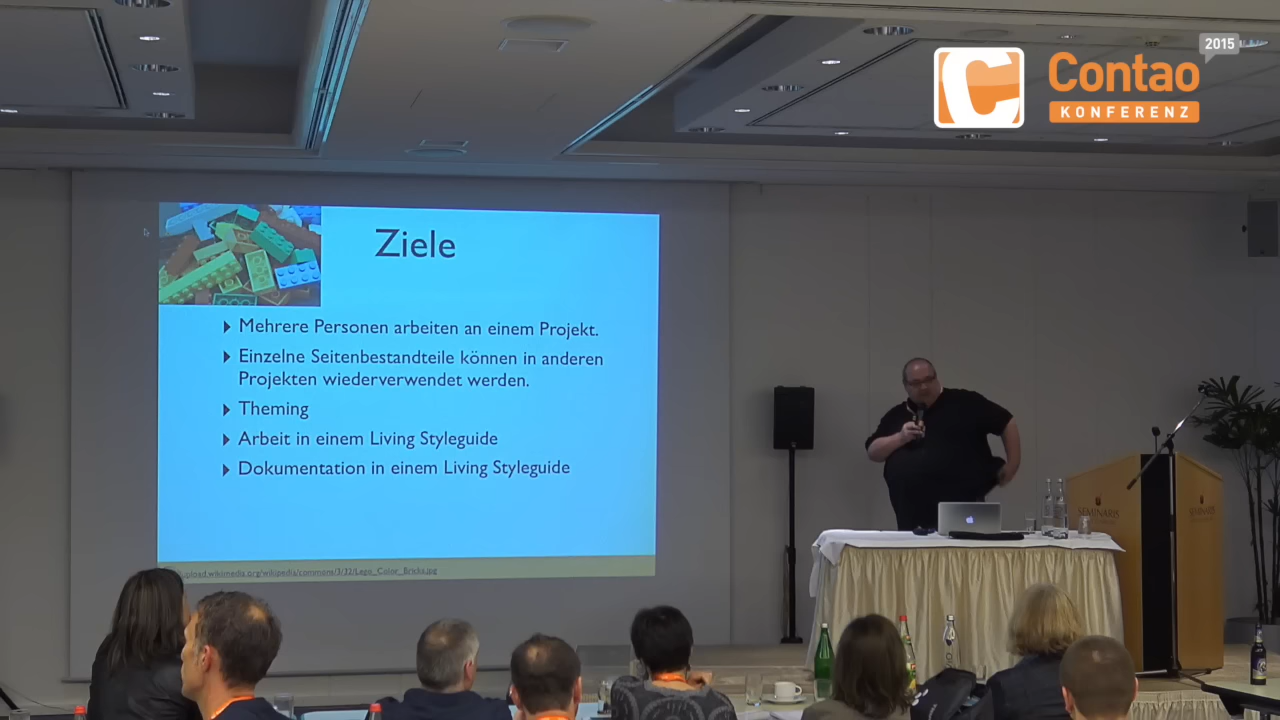 2015
Contao
KONFERENZ
Ziele
Mehrere Personen arbeiten an einem Projekt.
Einzelne Seitenbestandteile können in anderen
Projekten wiederverwendet werden.
Theming
Arbeit in einem Living Styleguide
Dokumentation in einem Living Styleguide
upload.wikimedia.org/wikipedia/commons/3/32/Lego_Color_Bricks.jpg
SEMINARIS